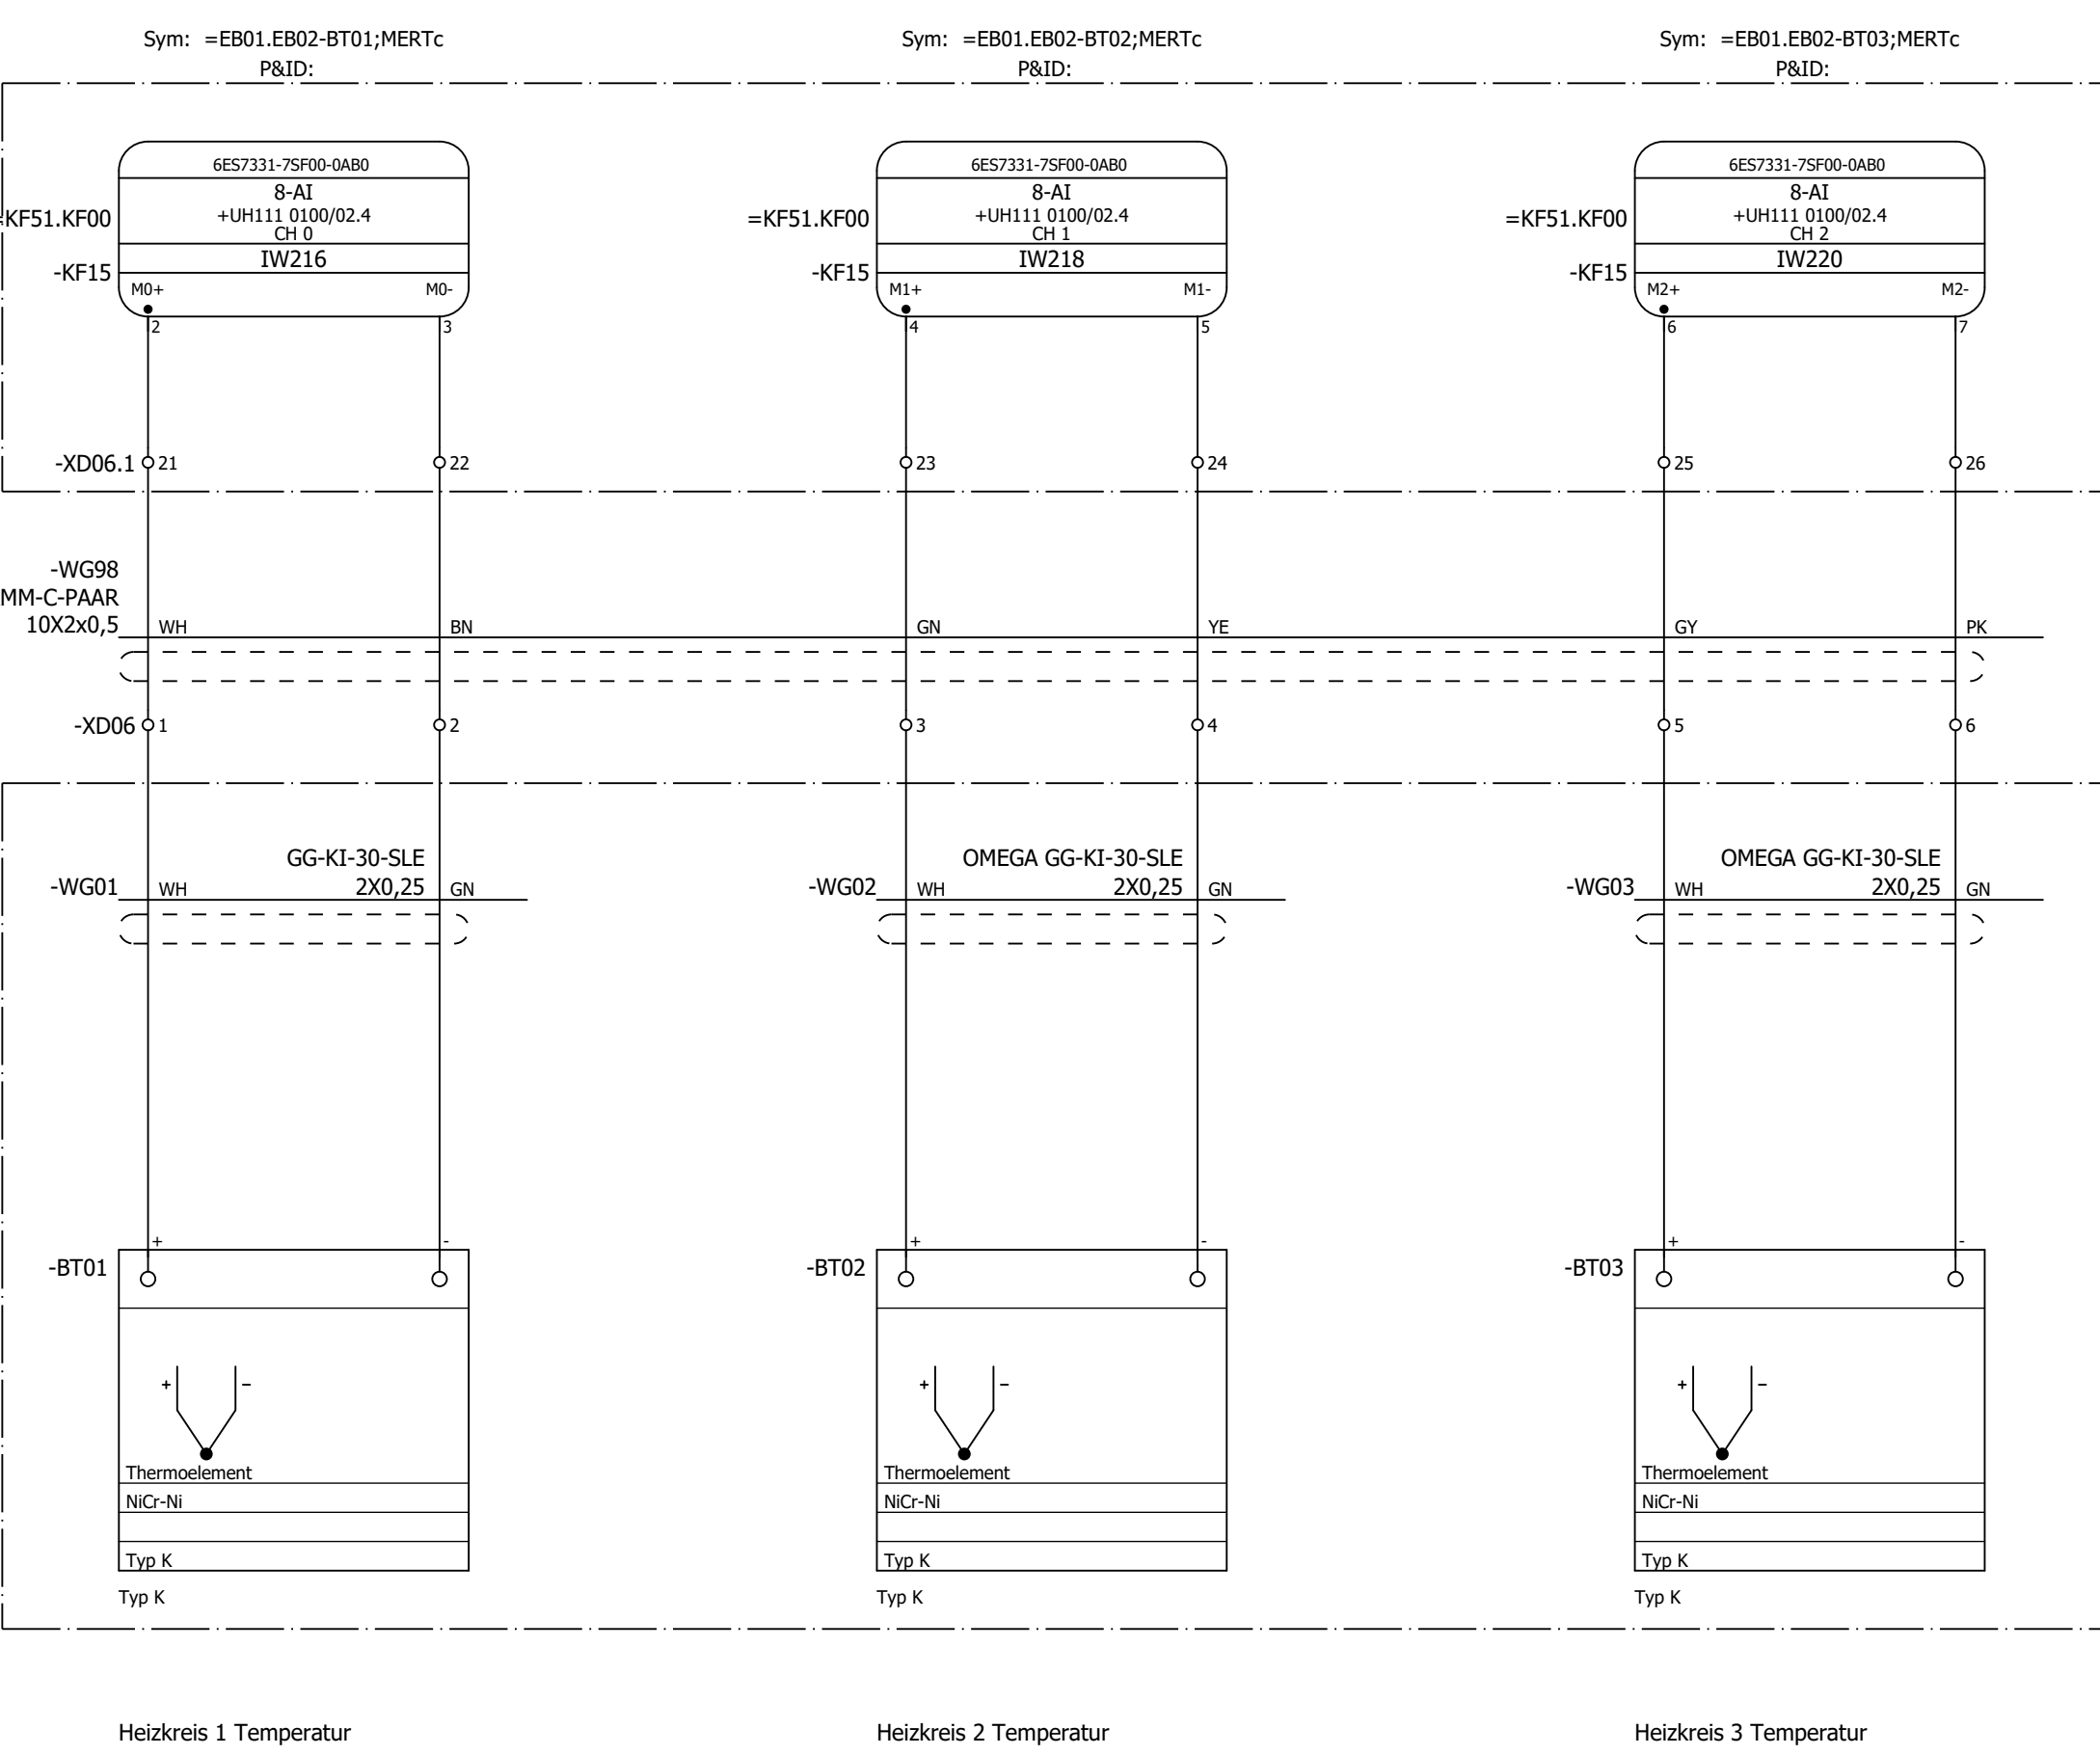 Sym: =EB01.EB02-BT01;MERTc
P&ID:
Sym: =EB01.EB02-BT02;MERTc
P&ID:
Sym: =EB01.EB02-BT03;MERTc
P&ID:
=KF51.KF00
-KF15
6ES7331-7SF00-0AB0
8-AI
+UH111 0100/02.4
CH 0
IW216
M0+ M0-
2 3
=KF51.KF00
-KF15
6ES7331-7SF00-0AB0
8-AI
+UH111 0100/02.4
CH 1
IW218
M1+ M1-
4 5
=KF51.KF00
-KF15
6ES7331-7SF00-0AB0
8-AI
+UH111 0100/02.4
CH 2
IW220
M2+ M2-
6 7
-XD06.1 21 22 23 24 25 26
-WG98
MM-C-PAAR
10X2x0,5 WH BN GN YE GY PK
-XD06 1 2 3 4 5 6
GG-KI-30-SLE
-WG01 WH 2X0,25 GN
OMEGA GG-KI-30-SLE
-WG02 WH 2X0,25 GN
OMEGA GG-KI-30-SLE
-WG03 WH 2X0,25 GN
+ -
-BT01
+ -
Thermoelement
NiCr-Ni
Typ K
Typ K
+ -
-BT02
+ -
Thermoelement
NiCr-Ni
Typ K
Typ K
+ -
-BT03
+ -
Thermoelement
NiCr-Ni
Typ K
Typ K
Heizkreis 1 Temperatur
Heizkreis 2 Temperatur
Heizkreis 3 Temperatur